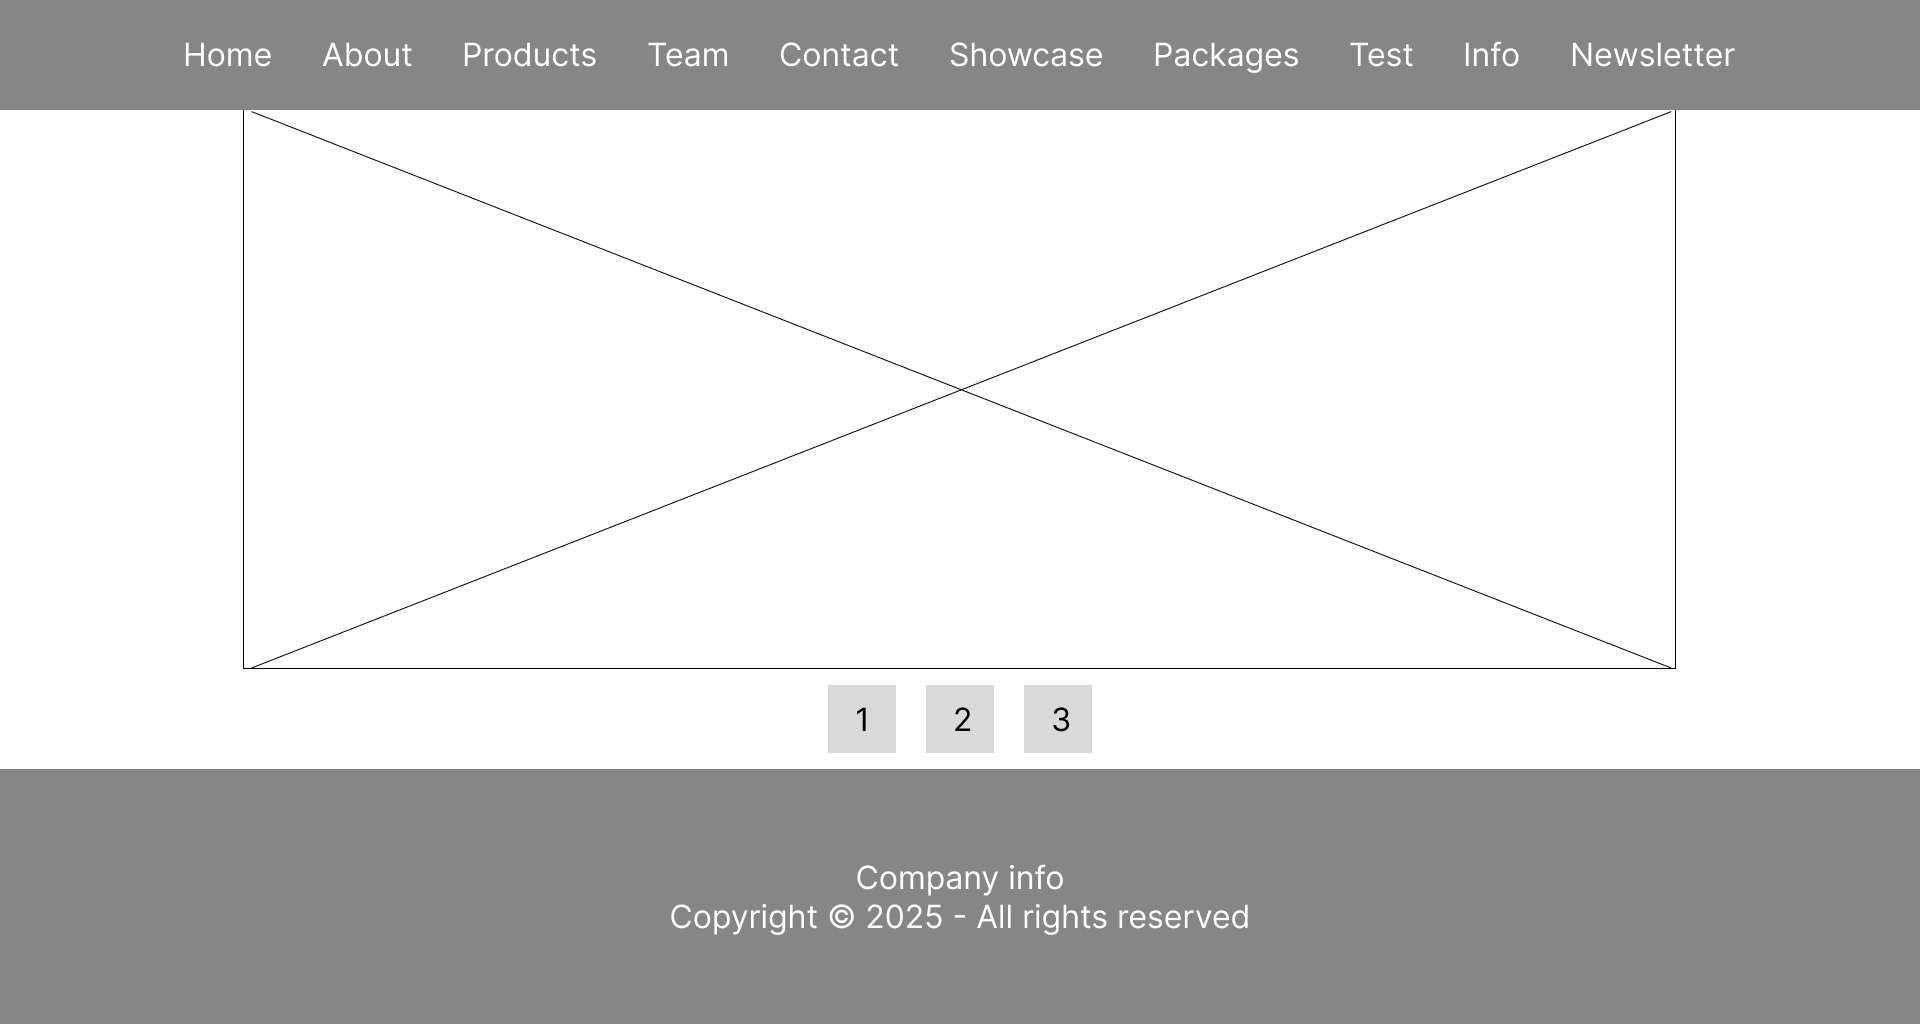 Home About Products Team Contact Showcase Packages Test Info Newsletter
1 2 3
Company info
Copyright © 2025 - All rights reserved